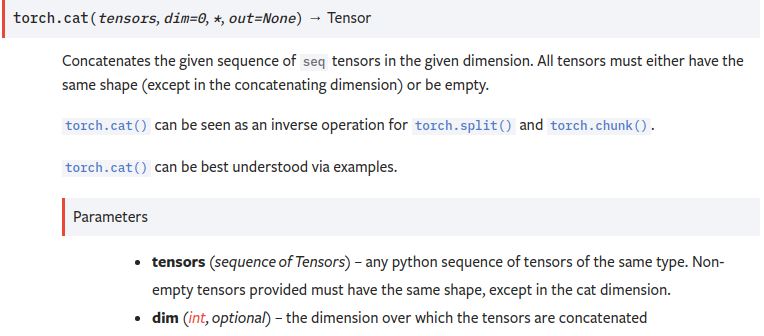 torch.cat(tensors, dim=0, *, out=None) → Tensor
Concatenates the given sequence of seq tensors in the given dimension. All tensors must either have the
same shape (except in the concatenating dimension) or be empty.
torch.cat() can be seen as an inverse operation for torch.split() and torch.chunk().
torch.cat() can be best understood via examples.
Parameters
• tensors (sequence of Tensors) – any python sequence of tensors of the same type. Non-
empty tensors provided must have the same shape, except in the cat dimension.
• dim (int, optional) – the dimension over which the tensors are concatenated